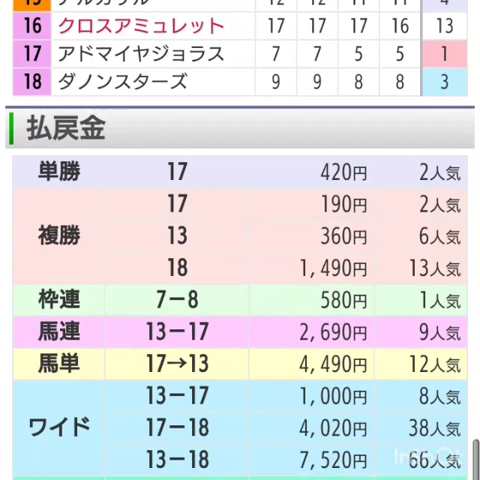 16 クロスアミュレット 17 17 17 16 13
17 アドマイヤジョラス 7 7 5 5 1
18 ダノンスターズ 9 9 8 8 3
払戻金
単勝 17 420円 2人気
17 190円 2人気
複勝 13 360円 6人気
18 1,490円 13人気
枠連 7－8 580円 1人気
馬連 13－17 2,690円 9人気
馬単 17→13 4,490円 12人気
13－17 1,000円 8人気
ワイド 17－18 4,020円 38人気
13－18 7,520円 66人気